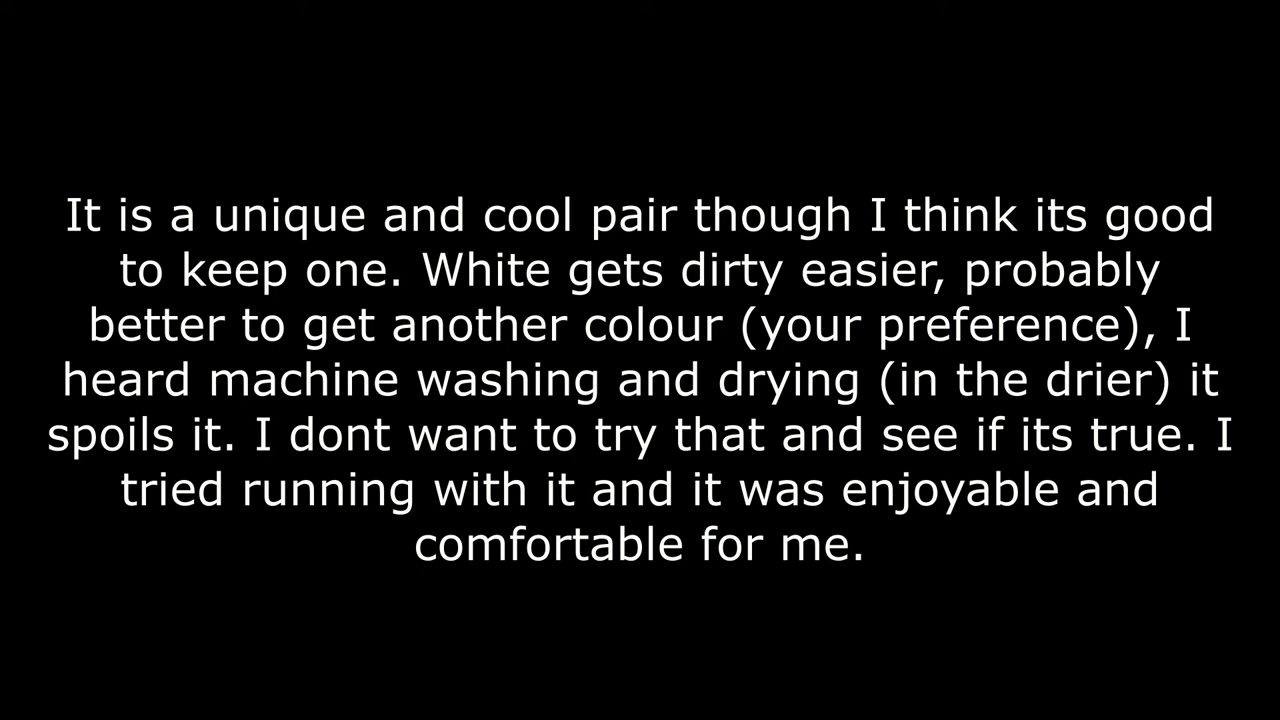 It is a unique and cool pair though I think its good
to keep one. White gets dirty easier, probably
better to get another colour (your preference), I
heard machine washing and drying (in the drier) it
spoils it. I dont want to try that and see if its true. I
tried running with it and it was enjoyable and
comfortable for me.